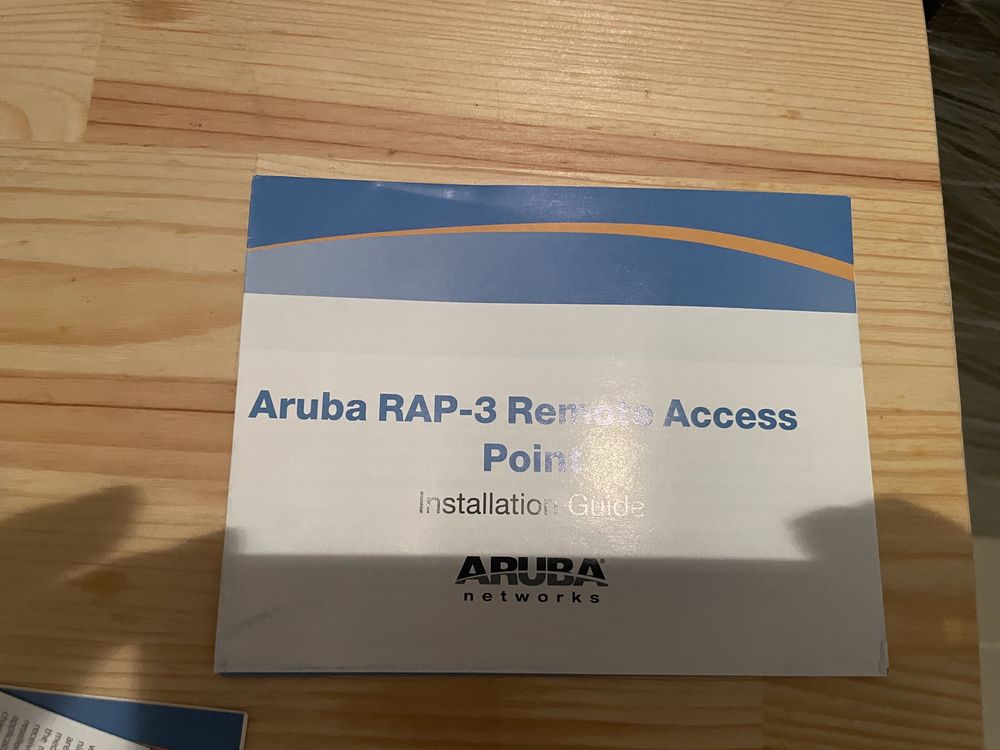 Aruba RAP-3 Remote Access
Point
Installation Guide
ARUBA
networks